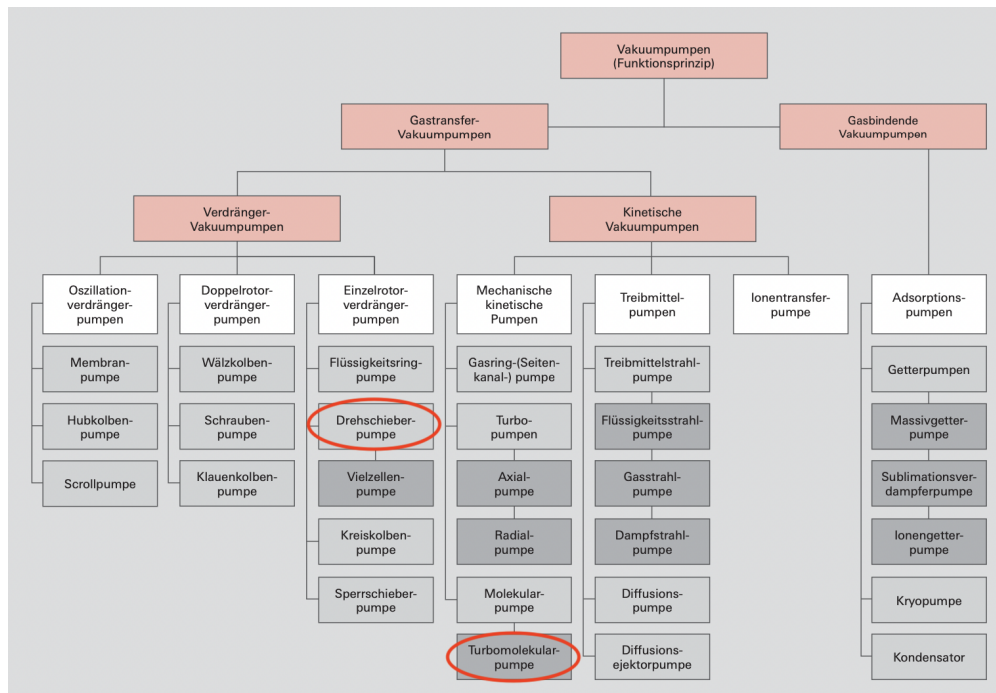 Vakuumpumpen
(Funktionsprinzip)
Gastransfer-
Vakuumpumpen
Gasbindende
Vakuumpumpen
Verdränger-
Vakuumpumpen
Kinetische
Vakuumpumpen
Oszillation-
verdränger-
pumpen
Doppelrotor-
verdränger-
pumpen
Einzelrotor-
verdränger-
pumpen
Mechanische
kinetische
Pumpen
Treibmittel-
pumpen
Ionentransfer-
pumpe
Adsorptions-
pumpen
Membran-
pumpe
Hubkolben-
pumpe
Scrollpumpe
Wälzkolben-
pumpe
Schrauben-
pumpe
Klauenkolben-
pumpe
Flüssigkeitsring-
pumpe
Drehschieber-
pumpe
Vielzellen-
pumpe
Kreiskolben-
pumpe
Sperrschieber-
pumpe
Gasring-(Seiten-
kanal-) pumpe
Turbo-
pumpen
Axial-
pumpe
Radial-
pumpe
Molekular-
pumpe
Turbomolekular-
pumpe
Treibmittelstrahl-
pumpe
Flüssigkeitsstrahl-
pumpe
Gasstrahl-
pumpe
Dampfstrahl-
pumpe
Diffusions-
pumpe
Diffusions-
ejektorpumpe
Getterpumpen
Massivgetter-
pumpe
Sublimationsver-
dampferpumpe
Ionengetter-
pumpe
Kryopumpe
Kondensator